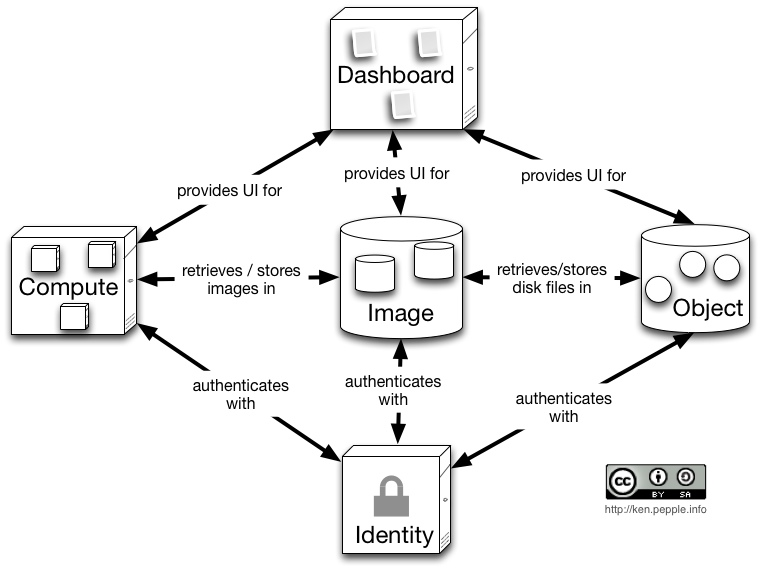 Dashboard
provides UI for
provides UI for
provides UI for
Compute
retrieves / stores
images in
Image
retrieves/stores
disk files in
Object
authenticates
with
authenticates
with
authenticates
with
Identity
cc
BY SA
http://ken.pepple.info